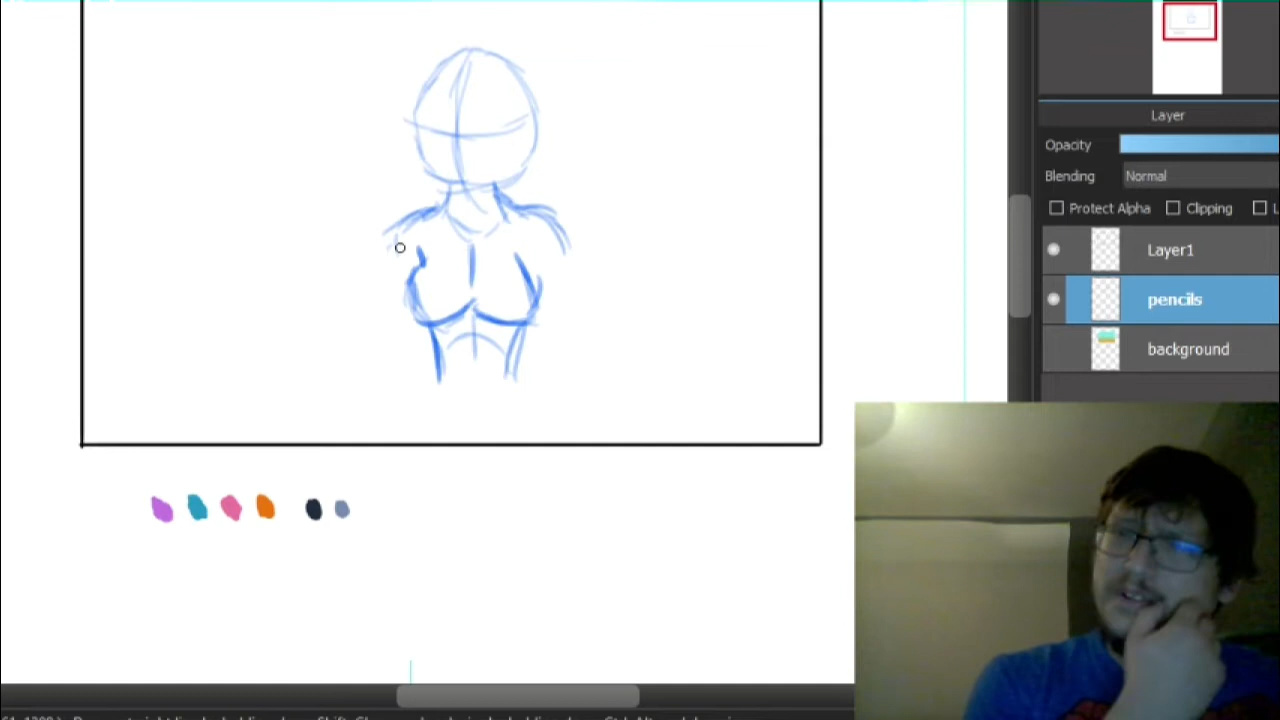 Layer
Opacity
Blending Normal
Protect Alpha Clipping
Layer1
pencils
background